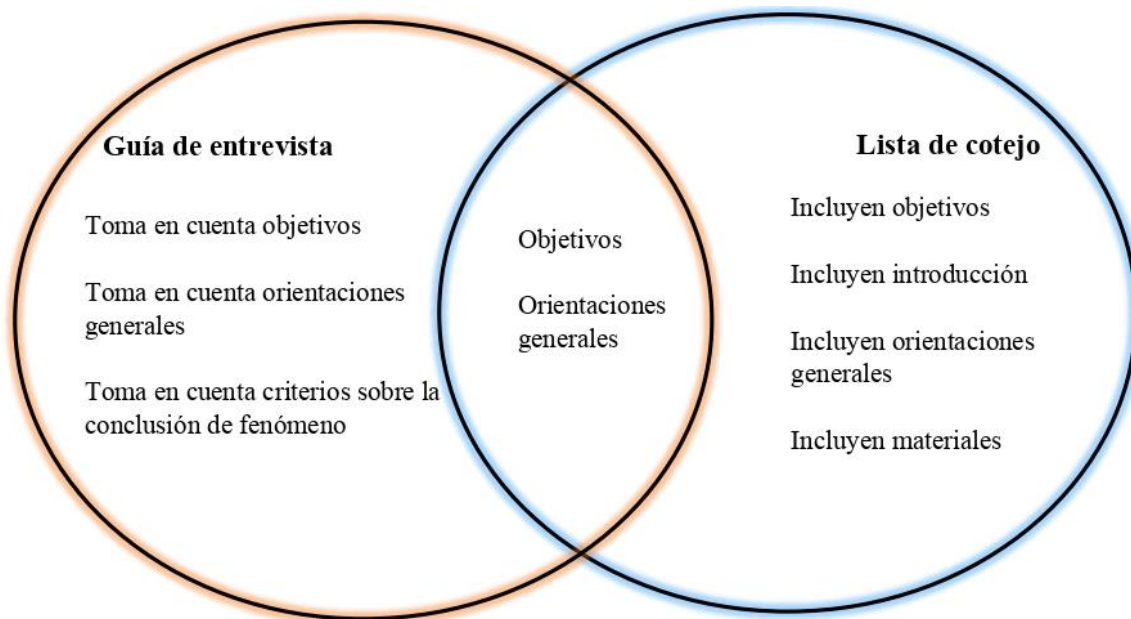 Guía de entrevista
Toma en cuenta objetivos
Toma en cuenta orientaciones
generales
Toma en cuenta criterios sobre la
conclusión de fenómeno
Objetivos
Orientaciones
generales
Lista de cotejo
Incluyen objetivos
Incluyen introducción
Incluyen orientaciones
generales
Incluyen materiales